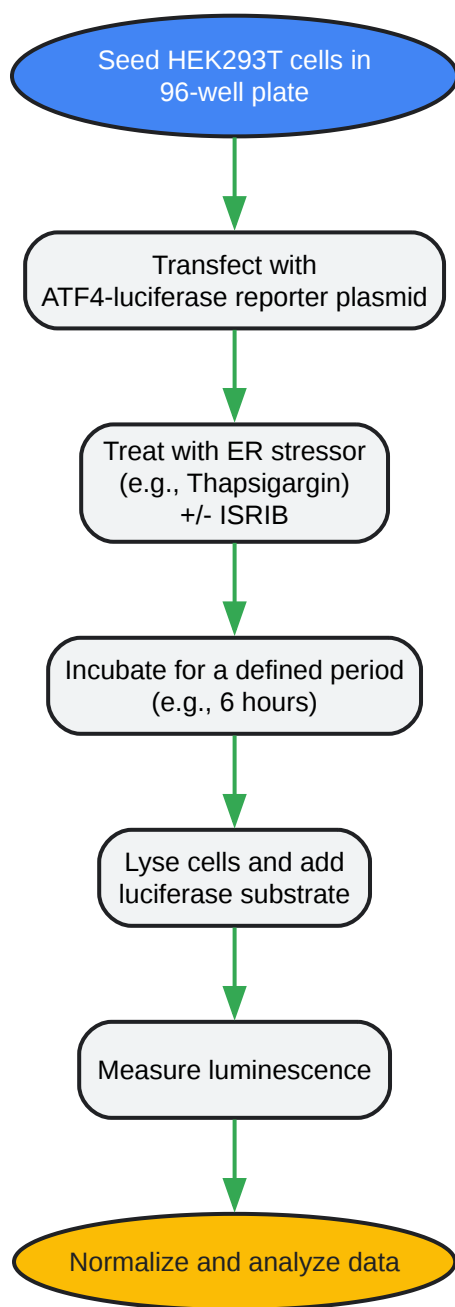 Seed HEK293T cells in
96-well plate
Transfect with
ATF4-luciferase reporter plasmid
Treat with ER stressor
(e.g., Thapsigargin)
+/- ISRIB
Incubate for a defined period
(e.g., 6 hours)
Lyse cells and add
luciferase substrate
Measure luminescence
Normalize and analyze data